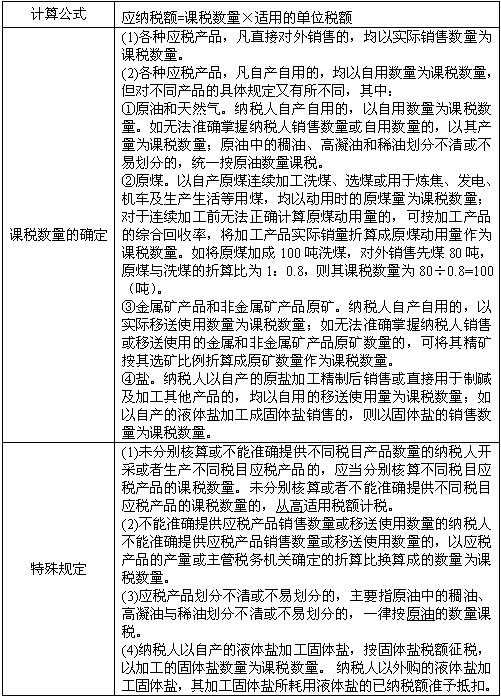 计算公式
应纳税额=课税数量×适用的单位税额
课税数量的确定
(1)各种应税产品，凡直接对外销售的，均以实际销售数量为
课税数量。
(2)各种应税产品，凡自产自用的，均以自用数量为课税数量，
但对不同产品的具体规定又有所不同，其中：
①原油和天然气。纳税人自产自用的，以自用数量为课税数
量。如无法准确掌握纳税人销售数量或自用数量的，以其产
量为课税数量；原油中的稠油、高凝油和稀油划分不清或不
易划分的，统一按原油数量课税。
②原煤。以自产原煤连续加工洗煤、选煤或用于炼焦、发电、
机车及生产生活等用煤，均以动用时的原煤量为课税数量；
对于连续加工前无法正确计算原煤动用量的，可按加工产品
的综合回收率，将加工产品实际销量折算成原煤动用量作为
课税数量。如将原煤加成100吨洗煤，对外销售先煤80吨，
原煤与洗煤的折算比为1：0.8，则其课税数量为80÷0.8=100
（吨）。
③金属矿产品和非金属矿产品原矿。纳税人自产自用的，以
实际移送使用数量为课税数量；如无法准确掌握纳税人销售
或移送使用的金属和非金属矿产品原矿数量的，可将其精矿
按其选矿比例折算成原矿数量作为课税数量。
④盐。纳税人以自产的原盐加工精制后销售或直接用于制碱
及加工其他产品的，均以自用的移送使用量为课税数量；如
以自产的液体盐加工成固体盐销售的，则以固体盐的销售数
量为课税数量。
特殊规定
(1)未分别核算或不能准确提供不同税目产品数量的纳税人开
采或者生产不同税目应税产品的，应当分别核算不同税目应
税产品的课税数量。未分别核算或者不能准确提供不同税目
应税产品的课税数量的，从高适用税额计税。
(2)不能准确提供应税产品销售数量或移送使用数量的纳税人
不能准确提供应税产品销售数量或移送使用数量的，以应税
产品的产量或主管税务机关确定的折算比换算成的数量为课
税数量。
(3)应税产品划分不清或不易划分的，主要指原油中的稠油、
高凝油与稀油划分不清或不易划分的，一律按原油的数量课
税。
(4)纳税人以自产的液体盐加工固体盐，按固体盐税额征税，
以加工的固体盐数量为课税数量。 纳税人以外购的液体盐加
工固体盐，其加工固体盐所耗用液体盐的已纳税额准予抵扣。